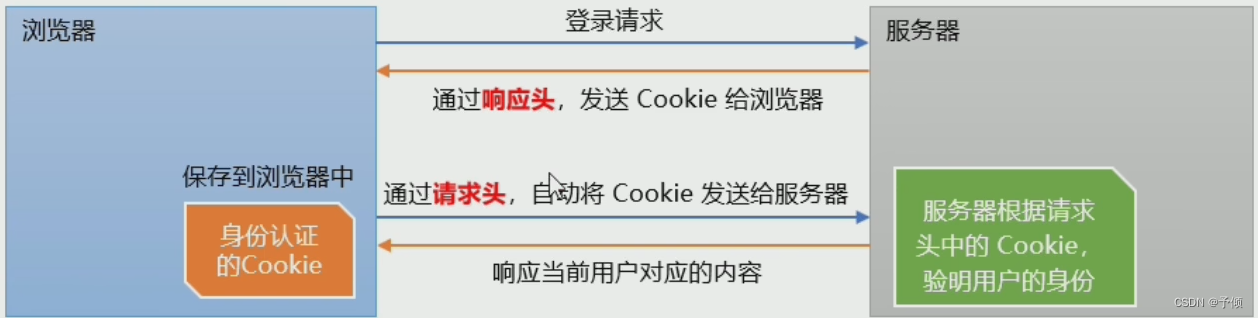 浏览器
登录请求
服务器
通过响应头，发送 Cookie 给浏览器
保存到浏览器中
通过请求头，自动将 Cookie 发送给服务器
身份认证
的Cookie
服务器根据请求
头中的 Cookie，
验明用户的身份
响应当前用户对应的内容
CSDN @予倾